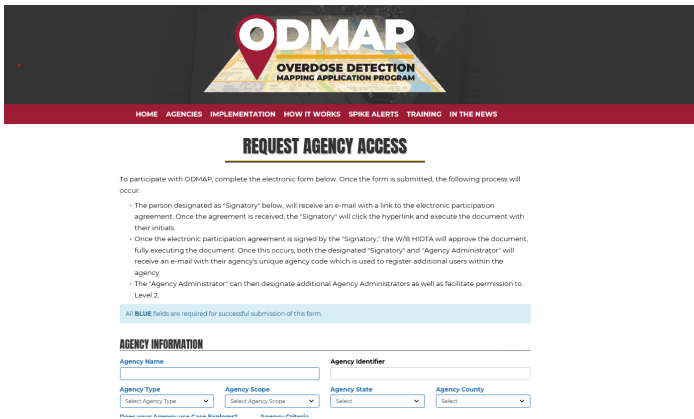 ODMAP
OVERDOSE DETECTION
MAPPING APPLICATION PROGRAM
HOME AGENCIES IMPLEMENTATION HOW IT WORKS SPIKE ALERTS TRAINING IN THE NEWS
REQUEST AGENCY ACCESS
To participate with ODMAP, complete the electronic form below. Once the form is submitted, the following process will
occur:
• The person designated as "Signatory" below, will receive an e-mail with a link to the electronic participation
agreement. Once the agreement is received, the "Signatory" will click the hyperlink and execute the document with
their initials.
• Once the electronic participation agreement is signed by the "Signatory," the W/B HIDTA will approve the document,
fully executing the document. Once this occurs, both the designated "Signatory" and "Agency Administrator" will
receive an e-mail with their agency's unique agency code which is used to register additional users within the
agency.
• The "Agency Administrator" can then designate additional Agency Administrators as well as facilitate permission to
Level 2.
All BLUE fields are required for successful submission of this form.
AGENCY INFORMATION
Agency Name Agency Identifier
Agency Type Agency Scope Agency State Agency County
Select Agency Type Select Agency Scope Select Select
Does your Agency use Case Explorer? Agency Criteria